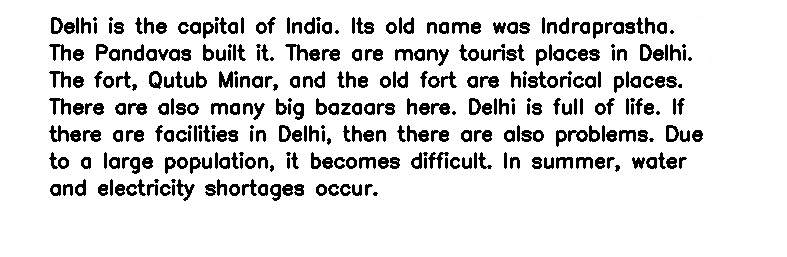 Delhi is the capital of India. Its old name was Indraprastha.
The Pandavas built it. There are many tourist places in Delhi.
The fort, Qutub Minar, and the old fort are historical places.
There are also many big bazaars here. Delhi is full of life. If
there are facilities in Delhi, then there are also problems. Due
to a large population, it becomes difficult. In summer, water
and electricity shortages occur.